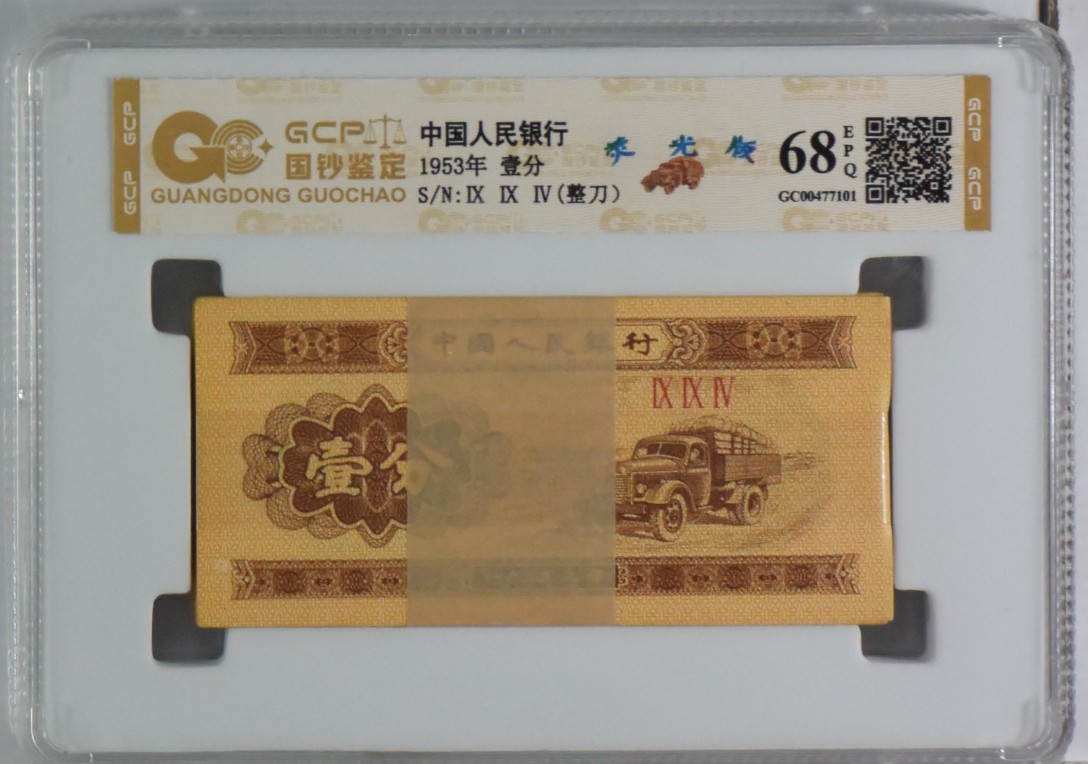 GCP
GCP
GCP
国钞鉴定
GUANGDONG GUOCHAO
中国人民银行
1953年 壹分
S/N:Ⅸ Ⅸ Ⅳ(整刀)
荧光版
68
EPQ
GC00477101
GCP
GCP
中國人民銀行
Ⅸ Ⅸ Ⅳ
壹分